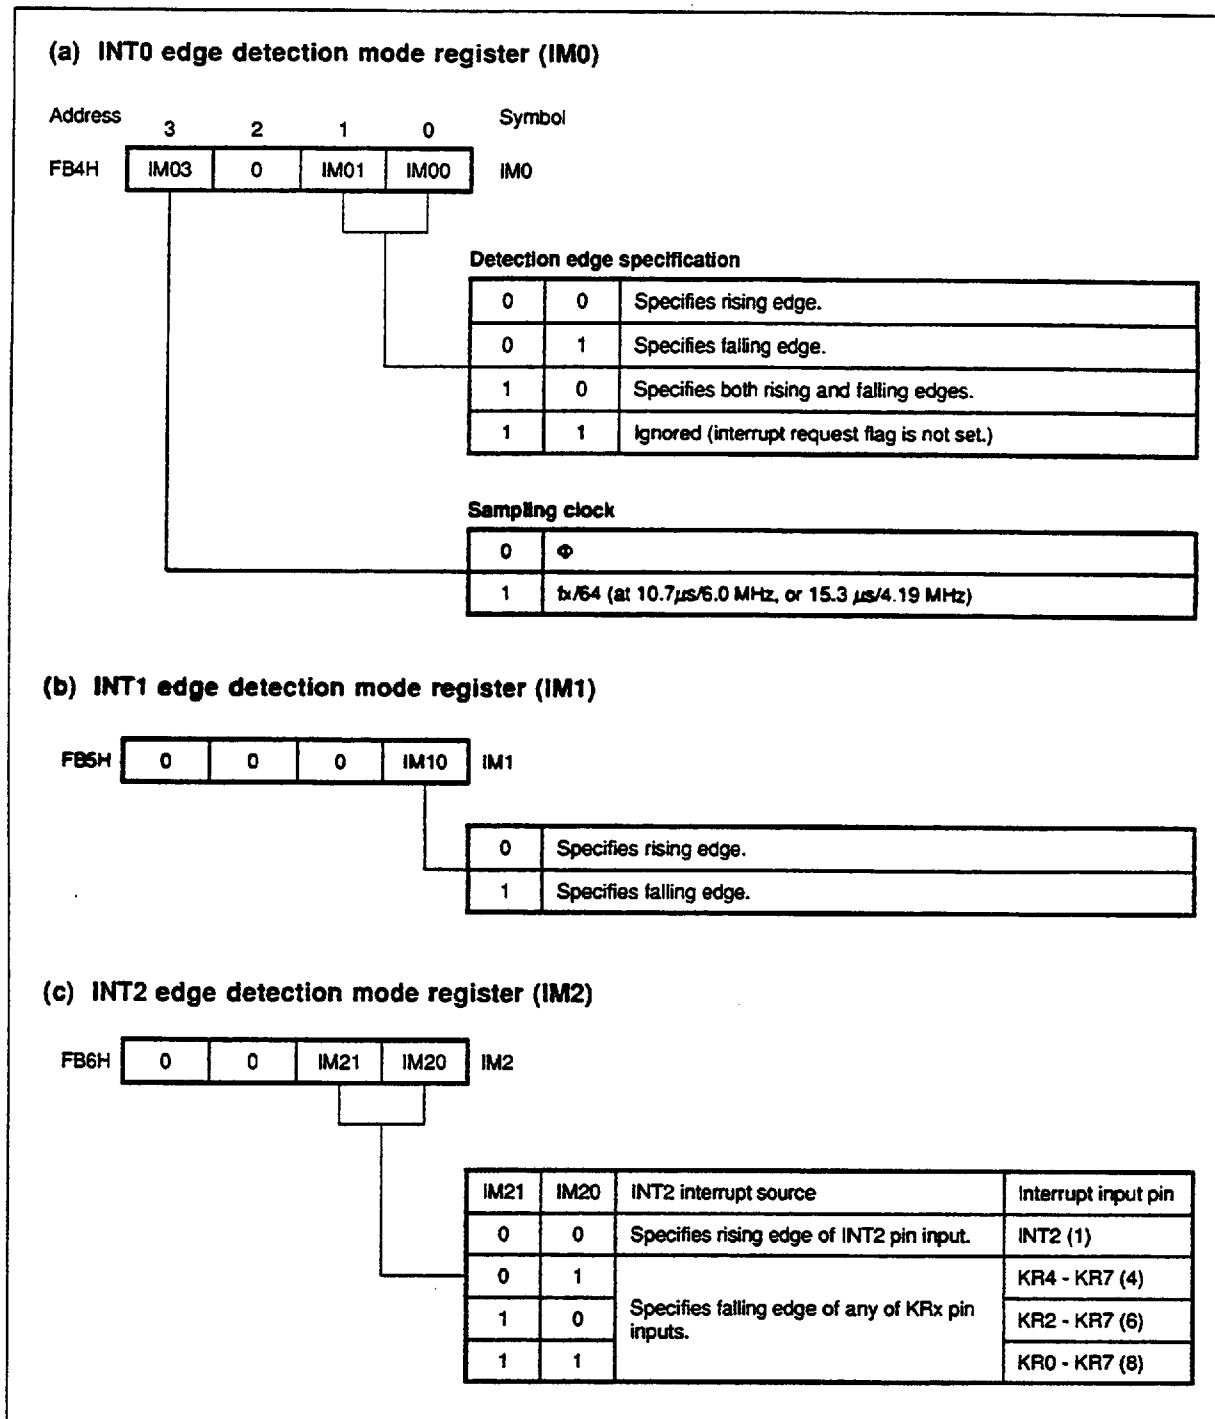 (a) INT0 edge detection mode register (IM0)
Address 3 2 1 0 Symbol
FB4H IM03 0 IM01 IM00 IM0
Detection edge specification
0 0 Specifies rising edge.
0 1 Specifies falling edge.
1 0 Specifies both rising and falling edges.
1 1 Ignored (interrupt request flag is not set.)
Sampling clock
0 Φ
1 fx/64 (at 10.7μs/6.0 MHz, or 15.3 μs/4.19 MHz)
(b) INT1 edge detection mode register (IM1)
FB5H 0 0 0 IM10 IM1
0 Specifies rising edge.
1 Specifies falling edge.
(c) INT2 edge detection mode register (IM2)
FB6H 0 0 IM21 IM20 IM2
IM21 IM20 INT2 interrupt source Interrupt input pin
0 0 Specifies rising edge of INT2 pin input. INT2 (1)
0 1 KR4 - KR7 (4)
Specifies falling edge of any of KRx pin
1 0 KR2 - KR7 (6)
inputs.
1 1 KR0 - KR7 (8)